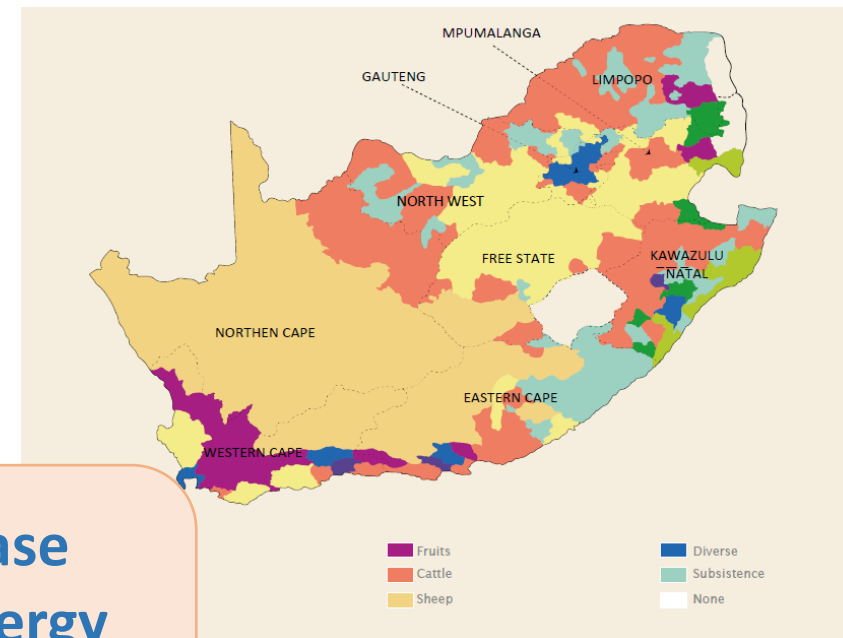 MPUMALANGA
GAUTENG
LIMPOPO
NORTH WEST
FREE STATE
KAWAZULU
NATAL
NORTHEN CAPE
EASTERN CAPE
WESTERN CAPE
ase
ergy
Fruits
Cattle
Sheep
Diverse
Subsistence
None